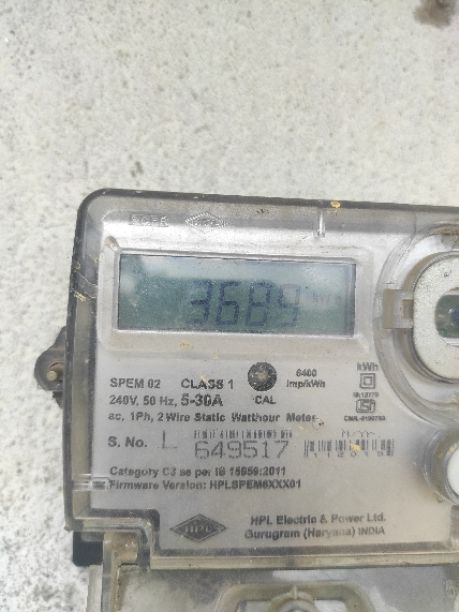 HPL
3689
SPEM 02 CLASS 1
6400 imp/kWh
kWh
240V, 50 Hz, 5-30A CAL
ac, 1Ph, 2 Wire Static Watthour Meter
S. No. L 649517
Category C3 as per IS 15959:2011
Firmware Version: HPLSPEM6XXX01
HPL
HPL Electric & Power Ltd.
Gurugram (Haryana) INDIA